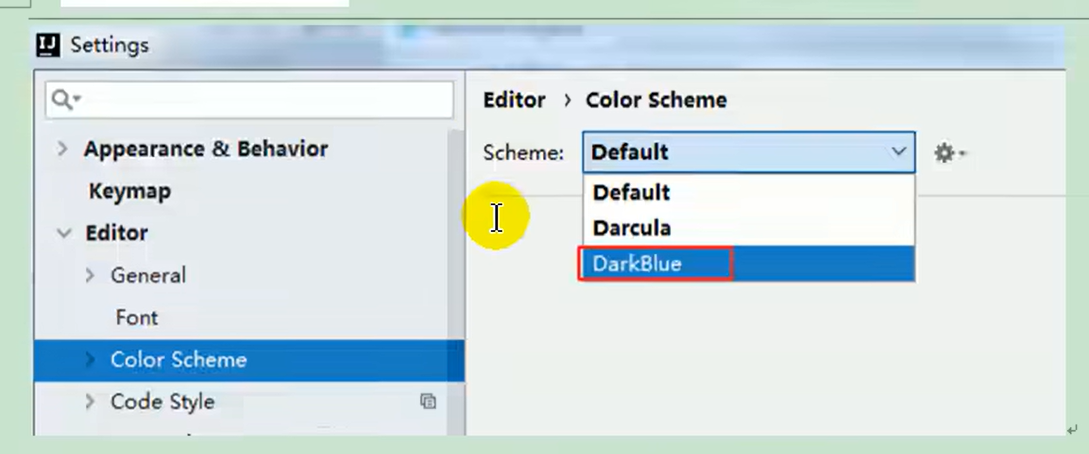 IJ Settings
Appearance & Behavior
Keymap
Editor
General
Font
Color Scheme
Code Style
Editor › Color Scheme
Scheme: Default
Default
Darcula
DarkBlue